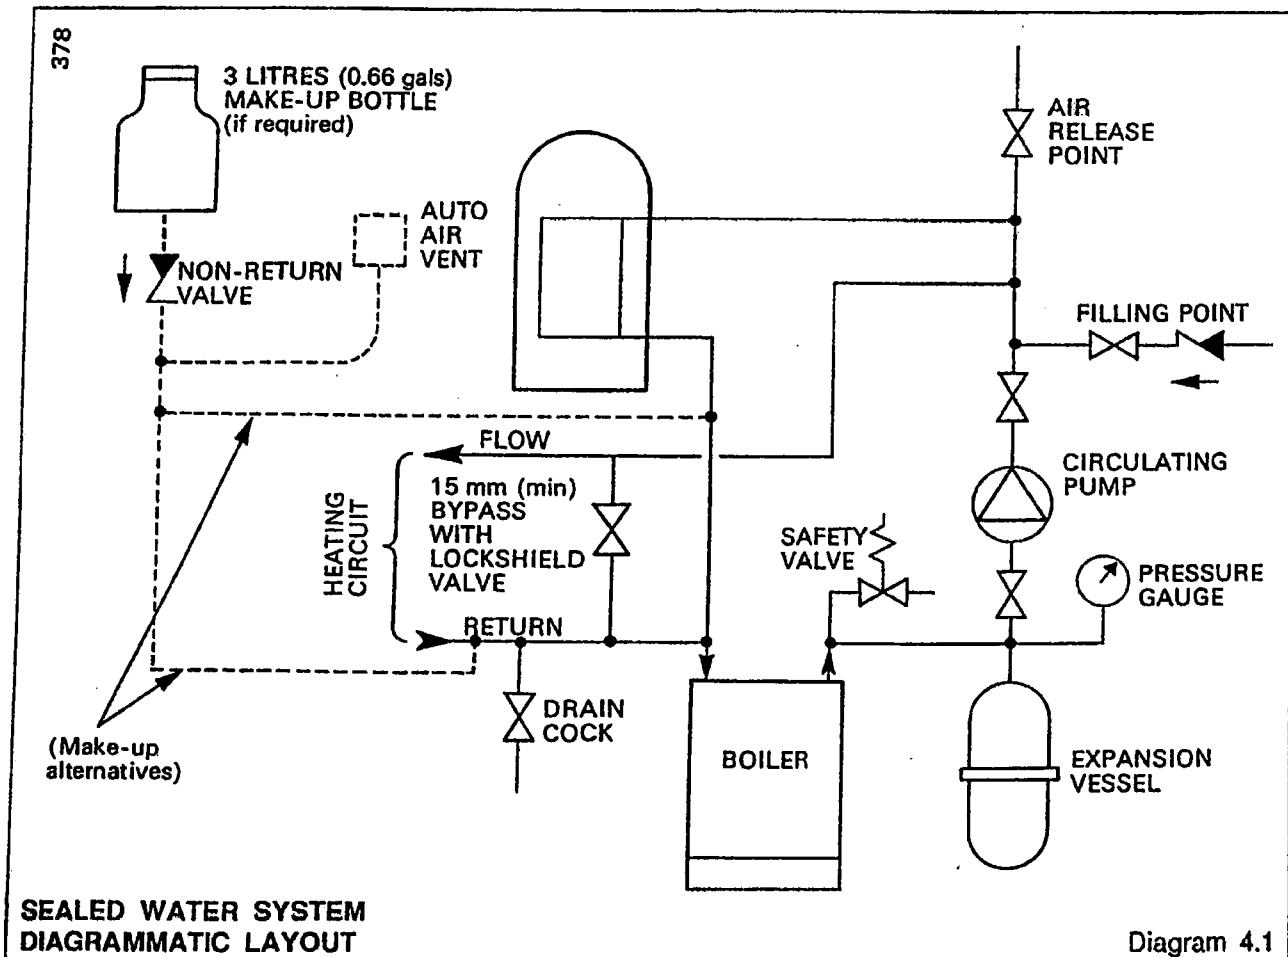 378
3 LITRES (0.66 gals)
MAKE-UP BOTTLE
(if required)
AIR
RELEASE
POINT
AUTO
AIR
VENT
NON-RETURN
VALVE
FILLING POINT
FLOW
15 mm (min)
BYPASS
WITH
LOCKSHIELD
VALVE
HEATING
CIRCUIT
RETURN
CIRCULATING
PUMP
SAFETY
VALVE
PRESSURE
GAUGE
DRAIN
COCK
(Make-up
alternatives)
BOILER
EXPANSION
VESSEL
SEALED WATER SYSTEM
DIAGRAMMATIC LAYOUT
Diagram 4.1